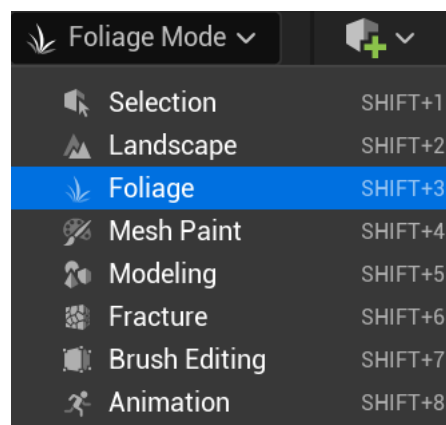 Foliage Mode
Selection SHIFT+1
Landscape SHIFT+2
Foliage SHIFT+3
Mesh Paint SHIFT+4
Modeling SHIFT+5
Fracture SHIFT+6
Brush Editing SHIFT+7
Animation SHIFT+8